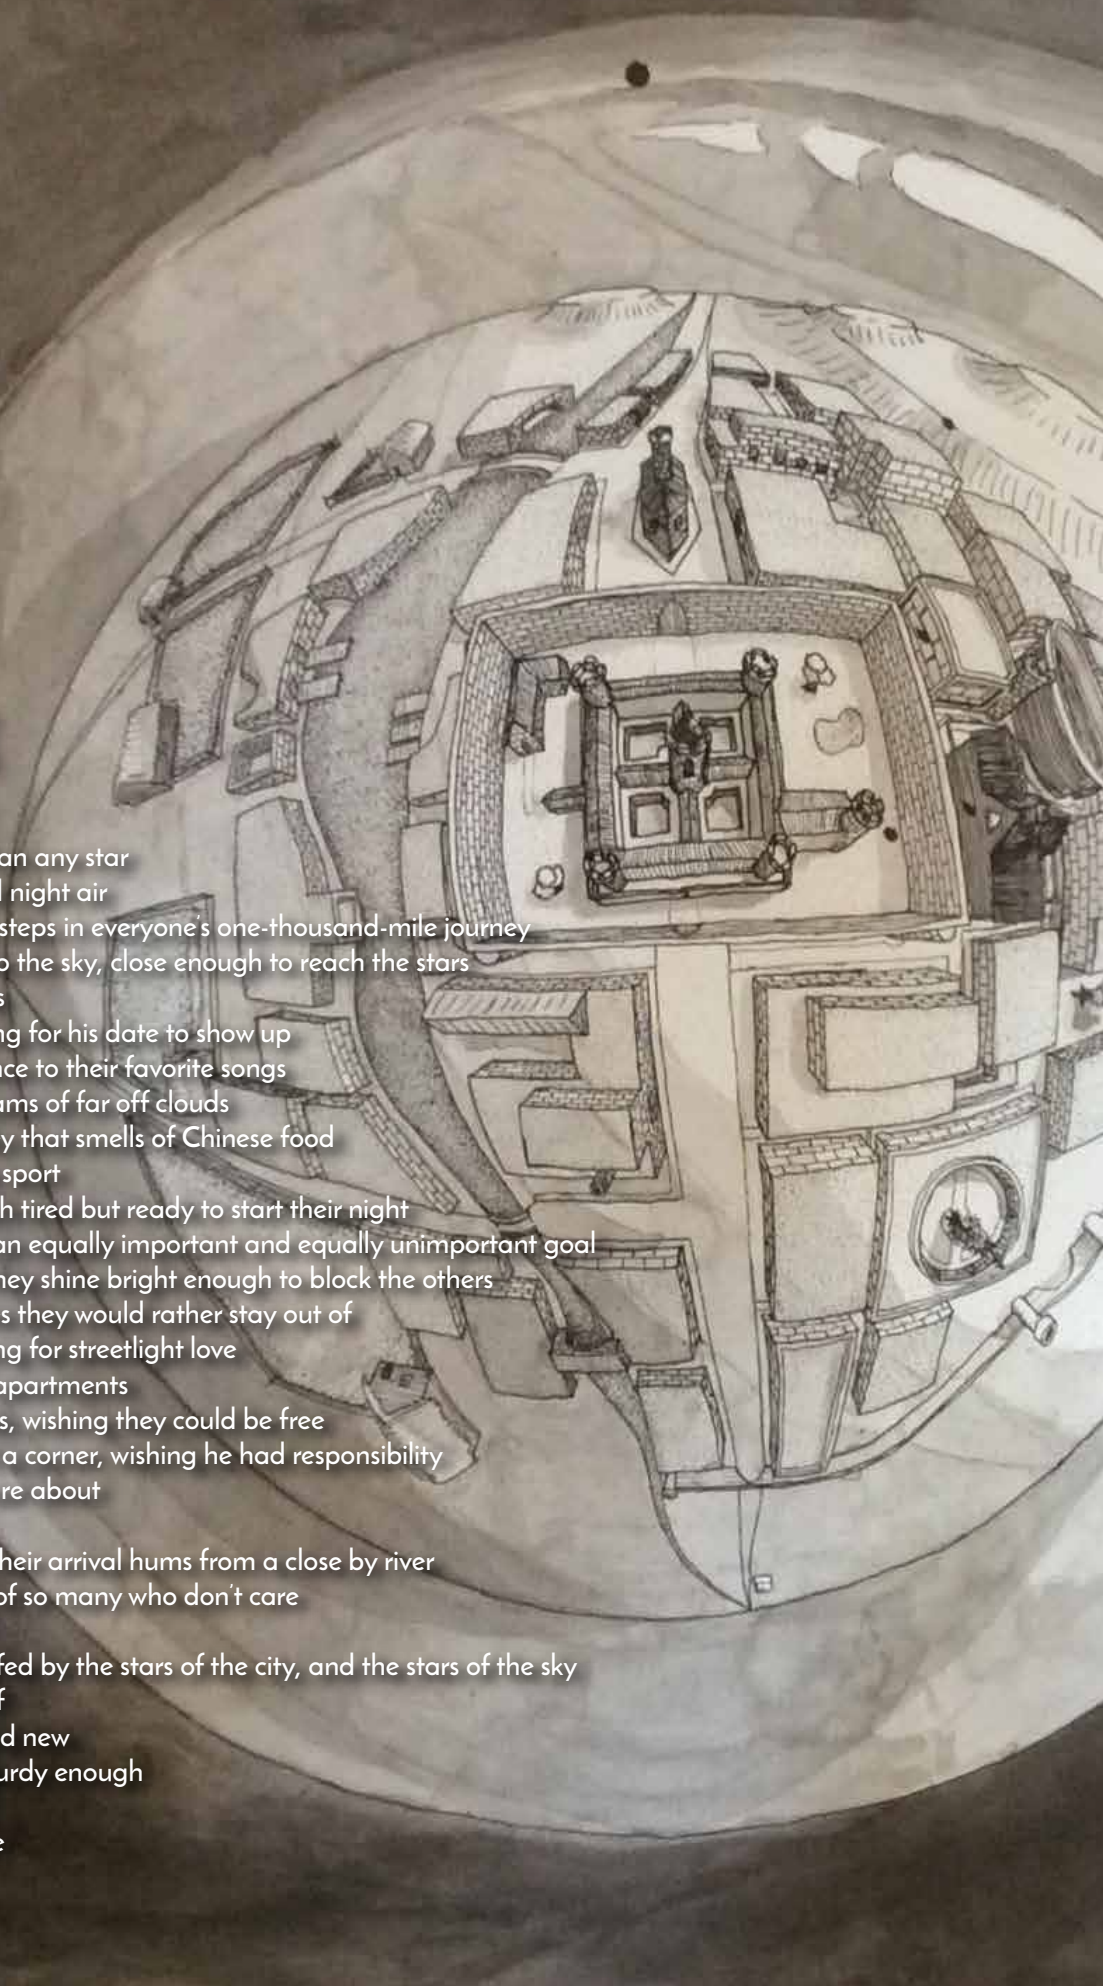 an any star
night air
steps in everyone's one-thousand-mile journey
o the sky, close enough to reach the stars
s
ng for his date to show up
nce to their favorite songs
ams of far off clouds
y that smells of Chinese food
sport
h tired but ready to start their night
an equally important and equally unimportant goal
hey shine bright enough to block the others
s they would rather stay out of
ng for streetlight love
apartments
s, wishing they could be free
a corner, wishing he had responsibility
re about
heir arrival hums from a close by river
of so many who don't care
fed by the stars of the city, and the stars of the sky
f
d new
urdy enough
e